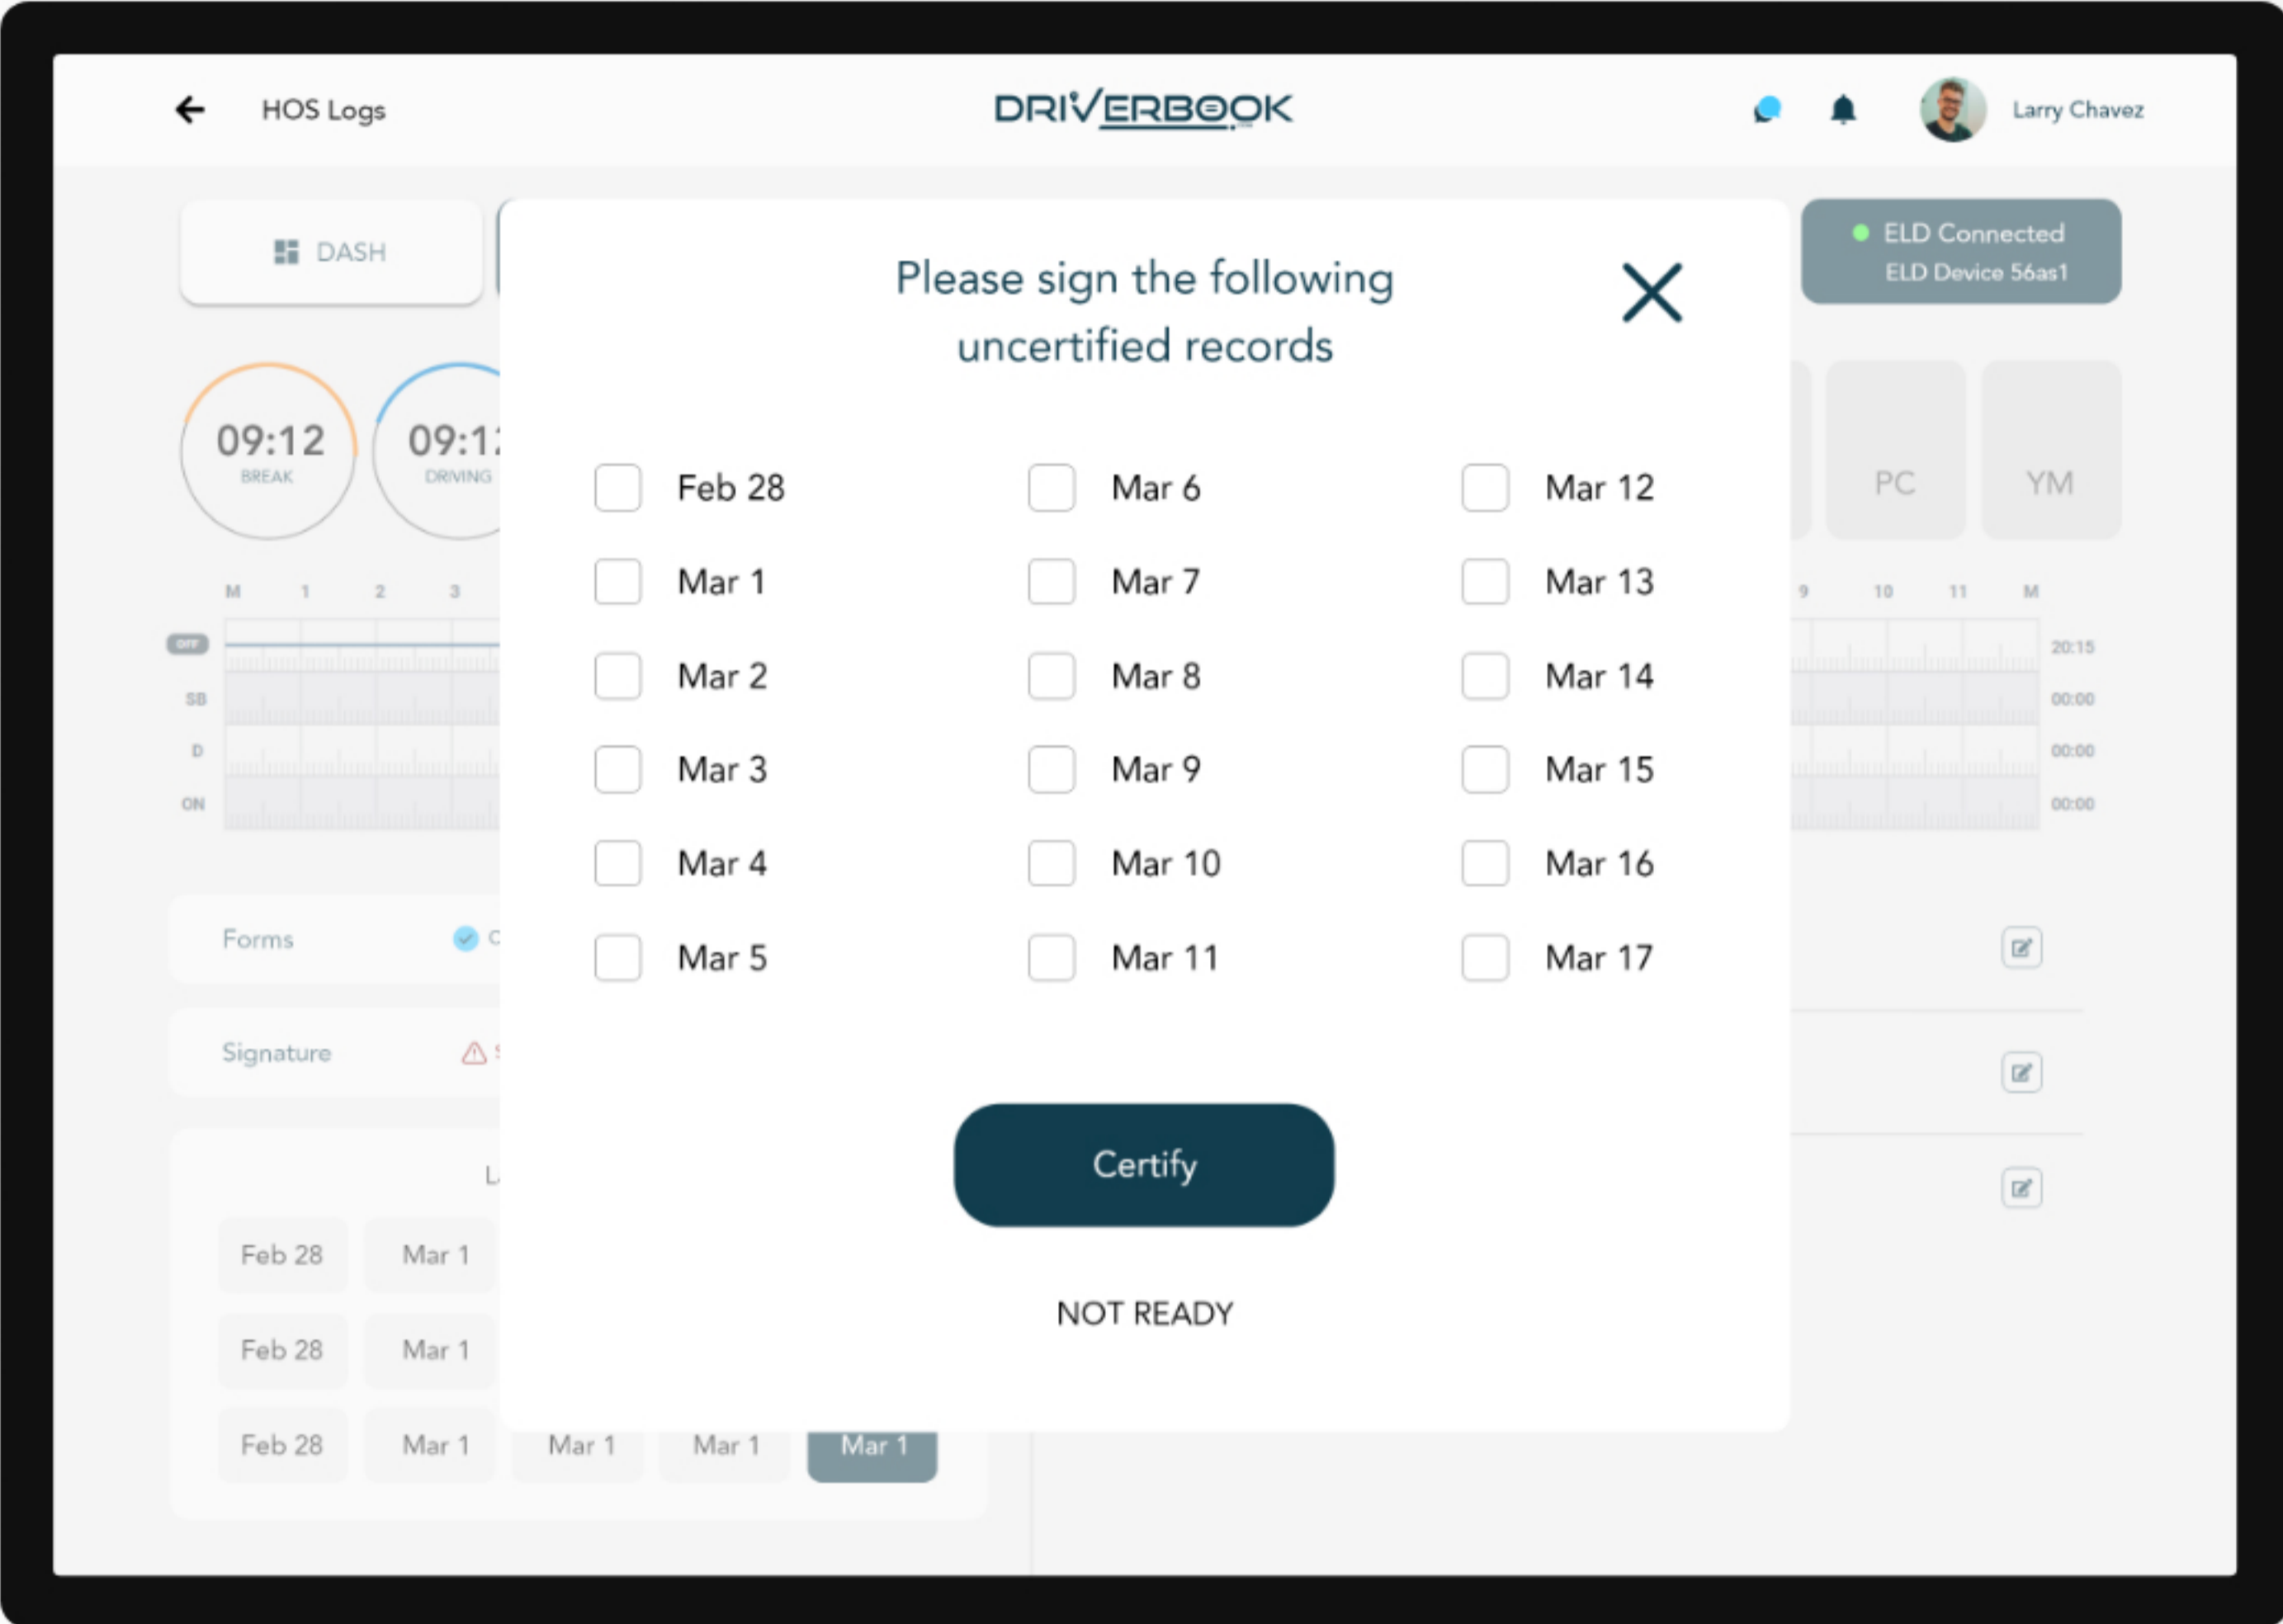 HOS Logs
DRIVERBOOK
Larry Chavez
DASH
ELD Connected
ELD Device 56as1
Please sign the following
uncertified records
09:12
BREAK
DRIVING
PC
YM
Feb 28
Mar 6
Mar 12
Mar 1
Mar 7
Mar 13
Mar 2
Mar 8
Mar 14
Mar 3
Mar 9
Mar 15
Mar 4
Mar 10
Mar 16
Mar 5
Mar 11
Mar 17
M 1 2 3
9 10 11 M
OFF
20:15
SB
00:00
D
00:00
ON
00:00
Forms
Signature
Certify
NOT READY
Feb 28 Mar 1
Feb 28 Mar 1
Feb 28 Mar 1 Mar 1 Mar 1 Mar 1